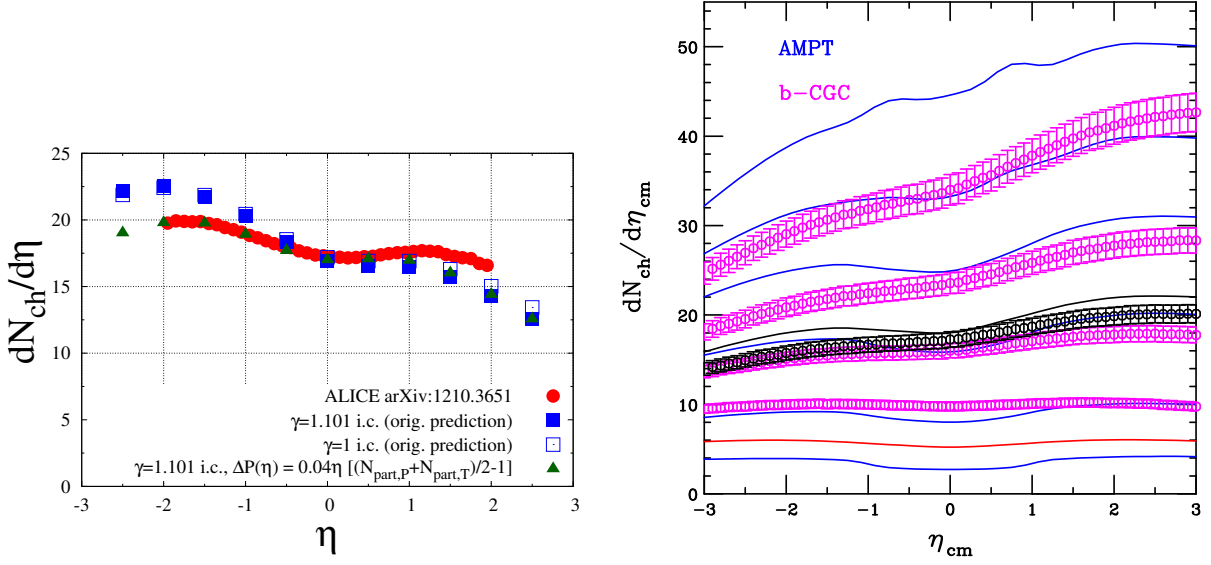 dN_ch/dη
25
20
15
10
5
0
ALICE arXiv:1210.3651
γ=1.101 i.c. (orig. prediction)
γ=1 i.c. (orig. prediction)
γ=1.101 i.c., ΔP(η) = 0.04η [(N_part,P+N_part,T)/2-1]
-3 -2 -1 0 1 2 3
η
dN_ch/dη_cm
50
40
30
20
10
0
AMPT
b-CGC
-3 -2 -1 0 1 2 3
η_cm